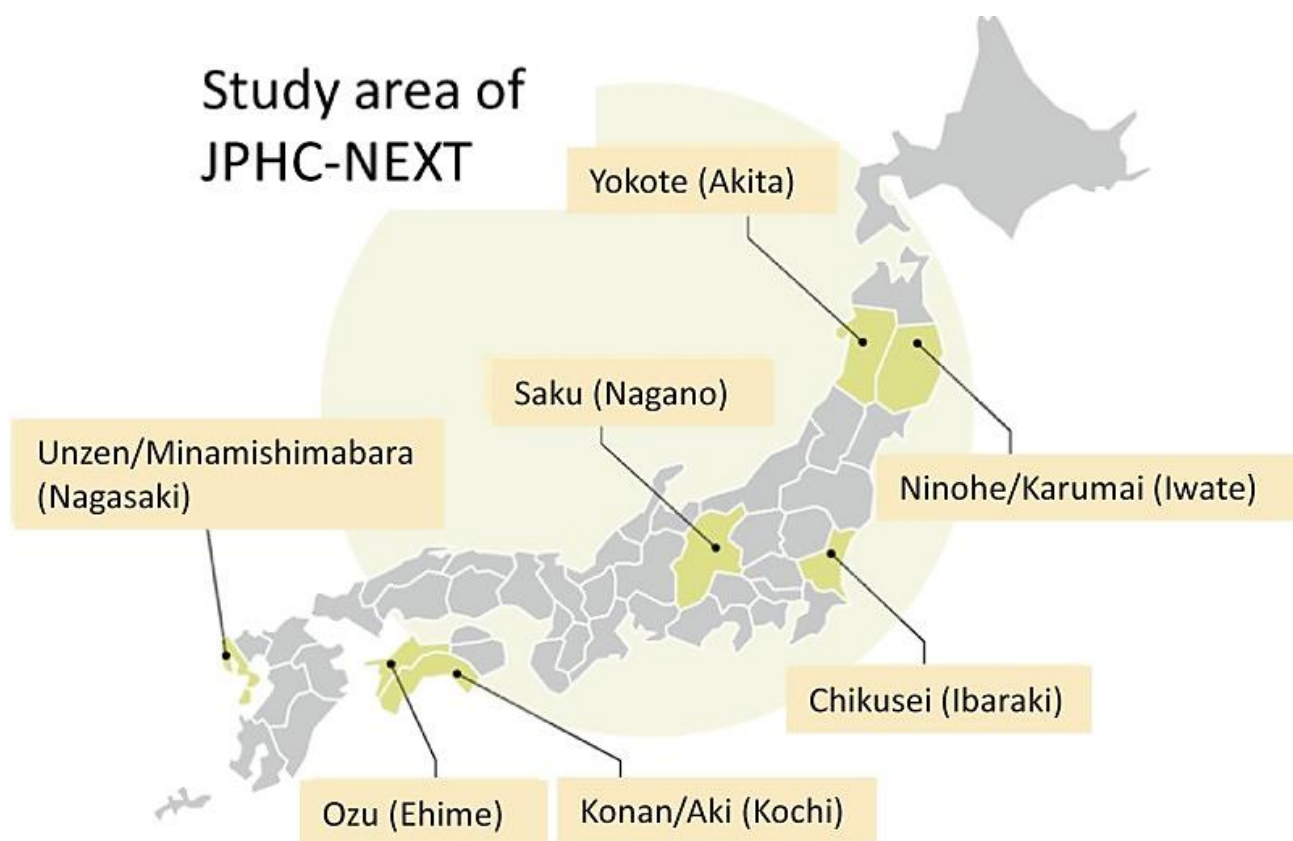 Study area of
JPHC-NEXT
Yokote (Akita)
Saku (Nagano)
Unzen/Minamishimabara
(Nagasaki)
Ninohe/Karumai (Iwate)
Chikusei (Ibaraki)
Ozu (Ehime)
Konan/Aki (Kochi)